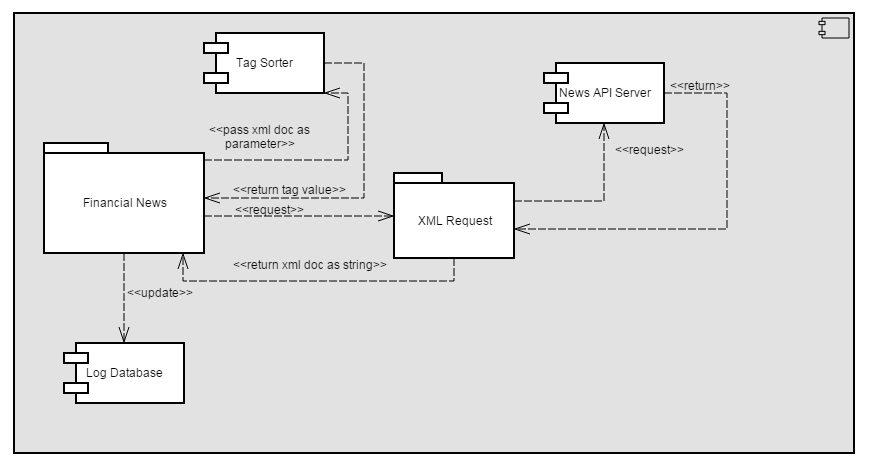 Tag Sorter
News API Server
<<return>>
<<pass xml doc as
parameter>>
<<request>>
Financial News
<<return tag value>>
<<request>>
XML Request
<<return xml doc as string>>
<<update>>
Log Database